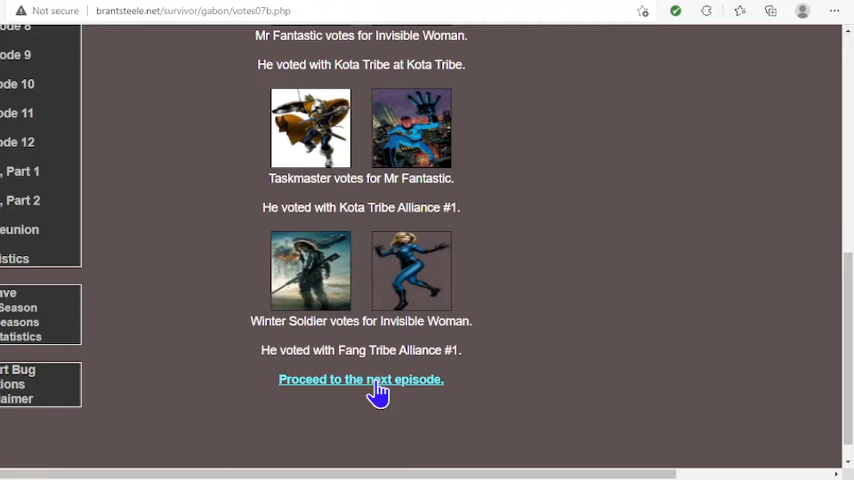 Not secure
brantsteele.net/survivor/gabon/votes07b.php
ode 8
Mr Fantastic votes for Invisible Woman.
ode 9
He voted with Kota Tribe at Kota Tribe.
ode 10
ode 11
ode 12
, Part 1
Taskmaster votes for Mr Fantastic.
, Part 2
He voted with Kota Tribe Alliance #1.
eunion
istics
ave
Season
easons
tatistics
Winter Soldier votes for Invisible Woman.
He voted with Fang Tribe Alliance #1.
rt Bug
tions
laimer
Proceed to the next episode.